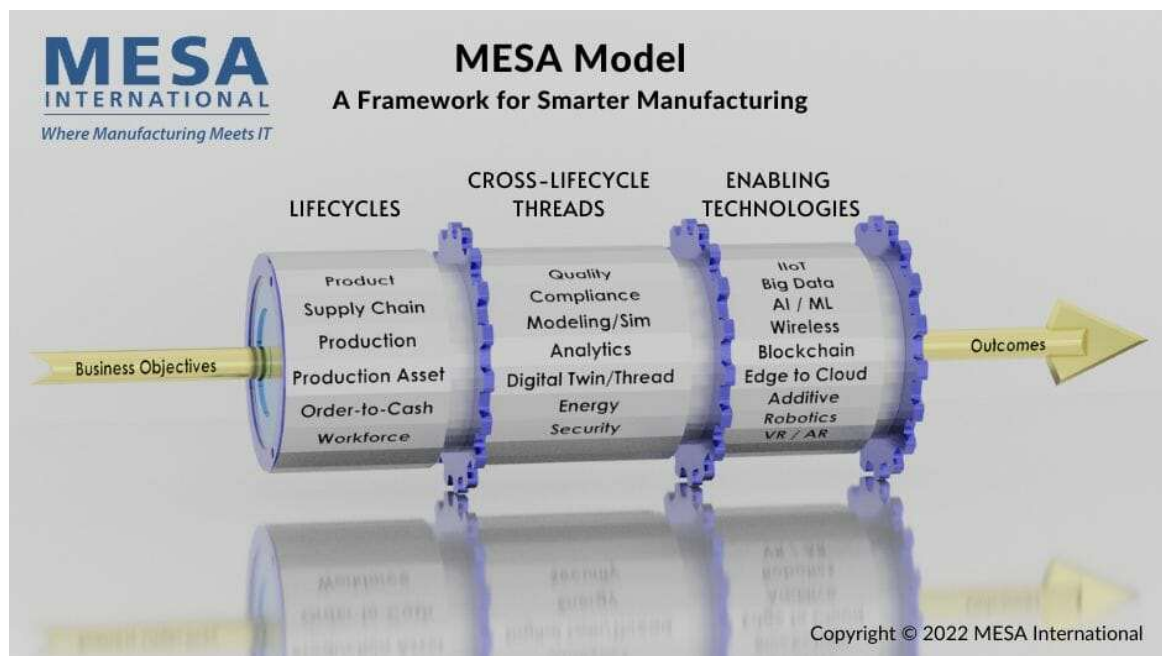 MESA
INTERNATIONAL
Where Manufacturing Meets IT
MESA Model
A Framework for Smarter Manufacturing
LIFECYCLES
CROSS-LIFECYCLE
THREADS
ENABLING
TECHNOLOGIES
Business Objectives
Product
Supply Chain
Production
Production Asset
Order-to-Cash
Workforce
Quality
Compliance
Modeling/Sim
Analytics
Digital Twin/Thread
Energy
Security
IIoT
Big Data
AI / ML
Wireless
Blockchain
Edge to Cloud
Additive
Robotics
VR / AR
Outcomes
Copyright © 2022 MESA International